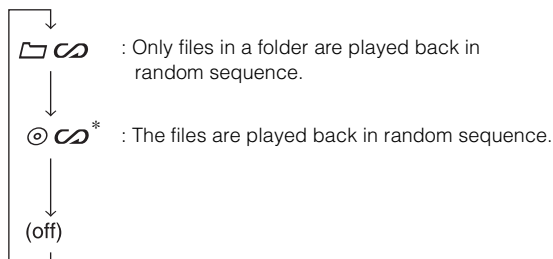 : Only files in a folder are played back in
random sequence.
* : The files are played back in random sequence.
(off)